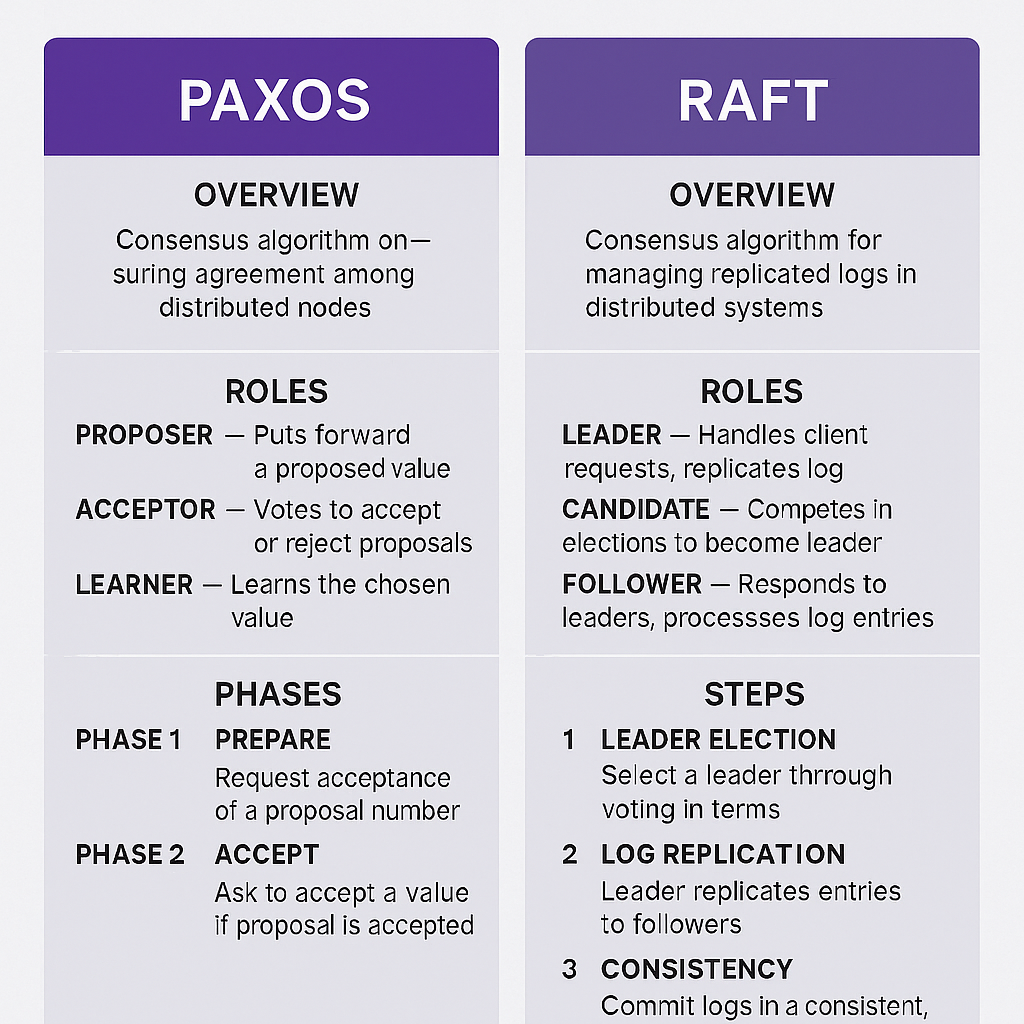 PAXOS
OVERVIEW
Consensus algorithm on—
suring agreement among
distributed nodes
ROLES
PROPOSER — Puts forward
a proposed value
ACCEPTOR — Votes to accept
or reject proposals
LEARNER — Learns the chosen
value
PHASES
PHASE 1 PREPARE
Request acceptance
of a proposal number
PHASE 2 ACCEPT
Ask to accept a value
if proposal is accepted
RAFT
OVERVIEW
Consensus algorithm for
managing replicated logs in
distributed systems
ROLES
LEADER — Handles client
requests, replicates log
CANDIDATE — Competes in
elections to become leader
FOLLOWER — Responds to
leaders, processses log entries
STEPS
1 LEADER ELECTION
Select a leader thrrough
voting in terms
2 LOG REPLICATION
Leader replicates entries
to followers
3 CONSISTENCY
Commit logs in a consistent,